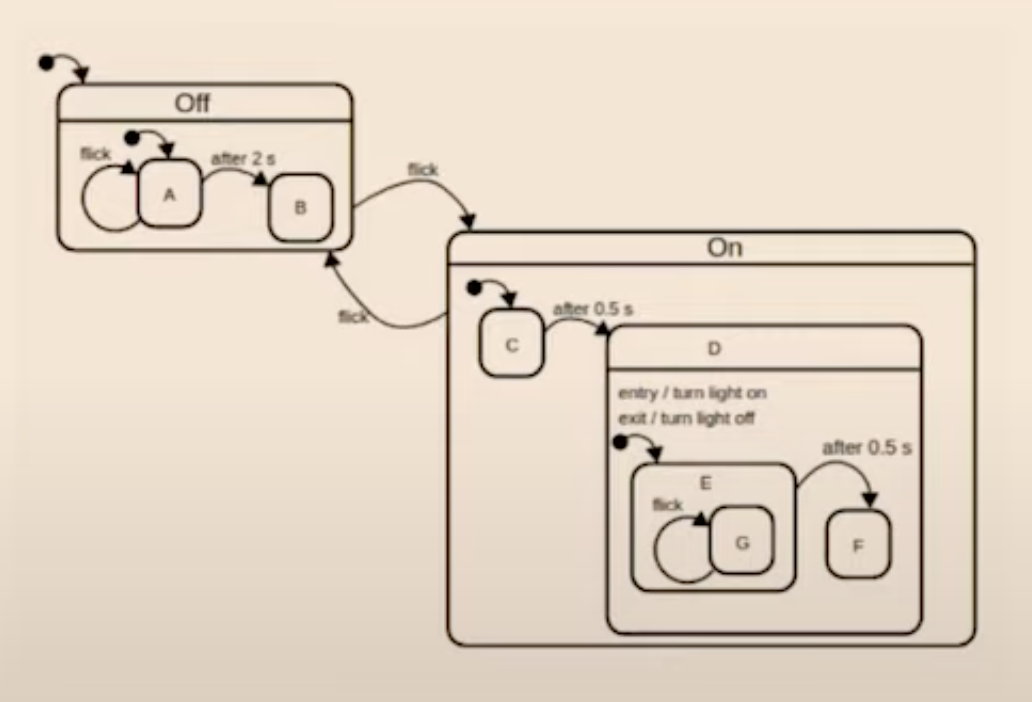 Off
flick
after 2 s
A
B
flick
flick
On
C
after 0.5 s
D
entry / turn light on
exit / turn light off
after 0.5 s
E
flick
G
F